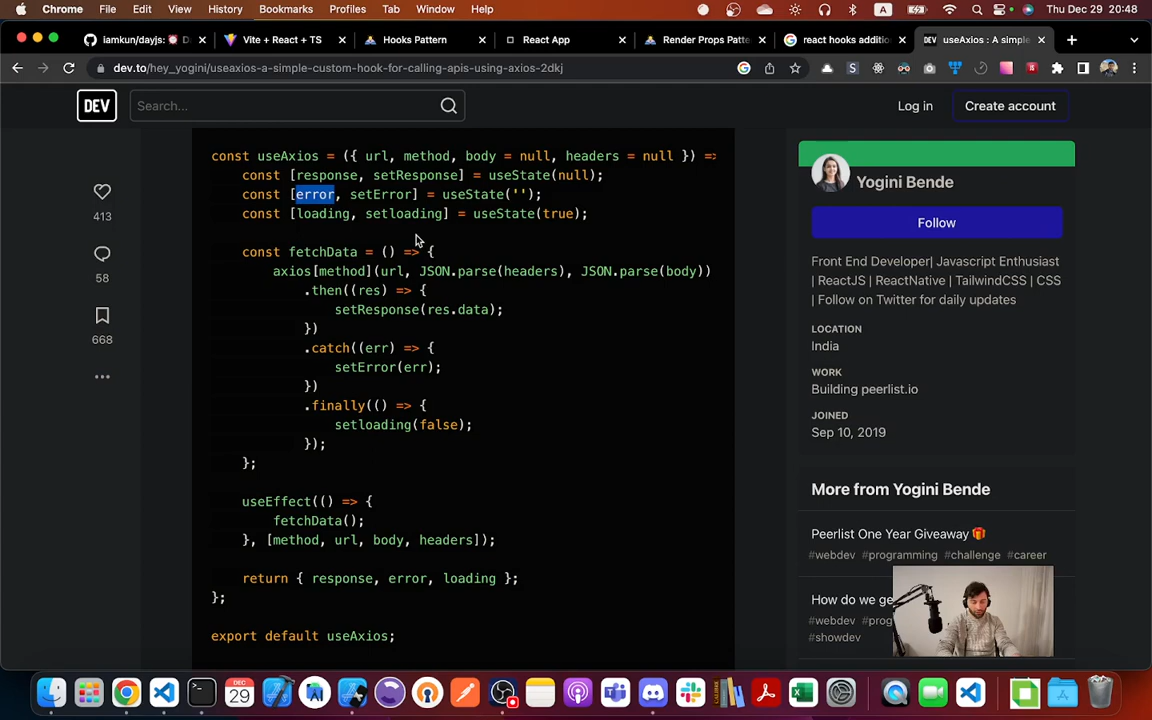 Chrome File Edit View History Bookmarks Profiles Tab Window Help
A
Thu Dec 29 20:48
iamkun/dayjs: D
Vite + React + TS
Hooks Pattern
React App
Render Props Patte
react hooks additio
DEV useAxios : A simple
dev.to/hey_yogini/useaxios-a-simple-custom-hook-for-calling-apis-using-axios-2dkj
DEV
Search...
Log in
Create account
413
58
668
const useAxios = ({ url, method, body = null, headers = null }) =>
const [response, setResponse] = useState(null);
const [error, setError] = useState('');
const [loading, setloading] = useState(true);
const fetchData = () => {
axios[method](url, JSON.parse(headers), JSON.parse(body))
.then((res) => {
setResponse(res.data);
})
.catch((err) => {
setError(err);
})
.finally(() => {
setloading(false);
});
};
useEffect(() => {
fetchData();
}, [method, url, body, headers]);
return { response, error, loading };
};
export default useAxios;
Yogini Bende
Follow
Front End Developer| Javascript Enthusiast
| ReactJS | ReactNative | TailwindCSS | CSS
| Follow on Twitter for daily updates
LOCATION
India
WORK
Building peerlist.io
JOINED
Sep 10, 2019
More from Yogini Bende
Peerlist One Year Giveaway 🎁
#webdev #programming #challenge #career
How do we ge
#webdev #prog
#showdev
DEC
29